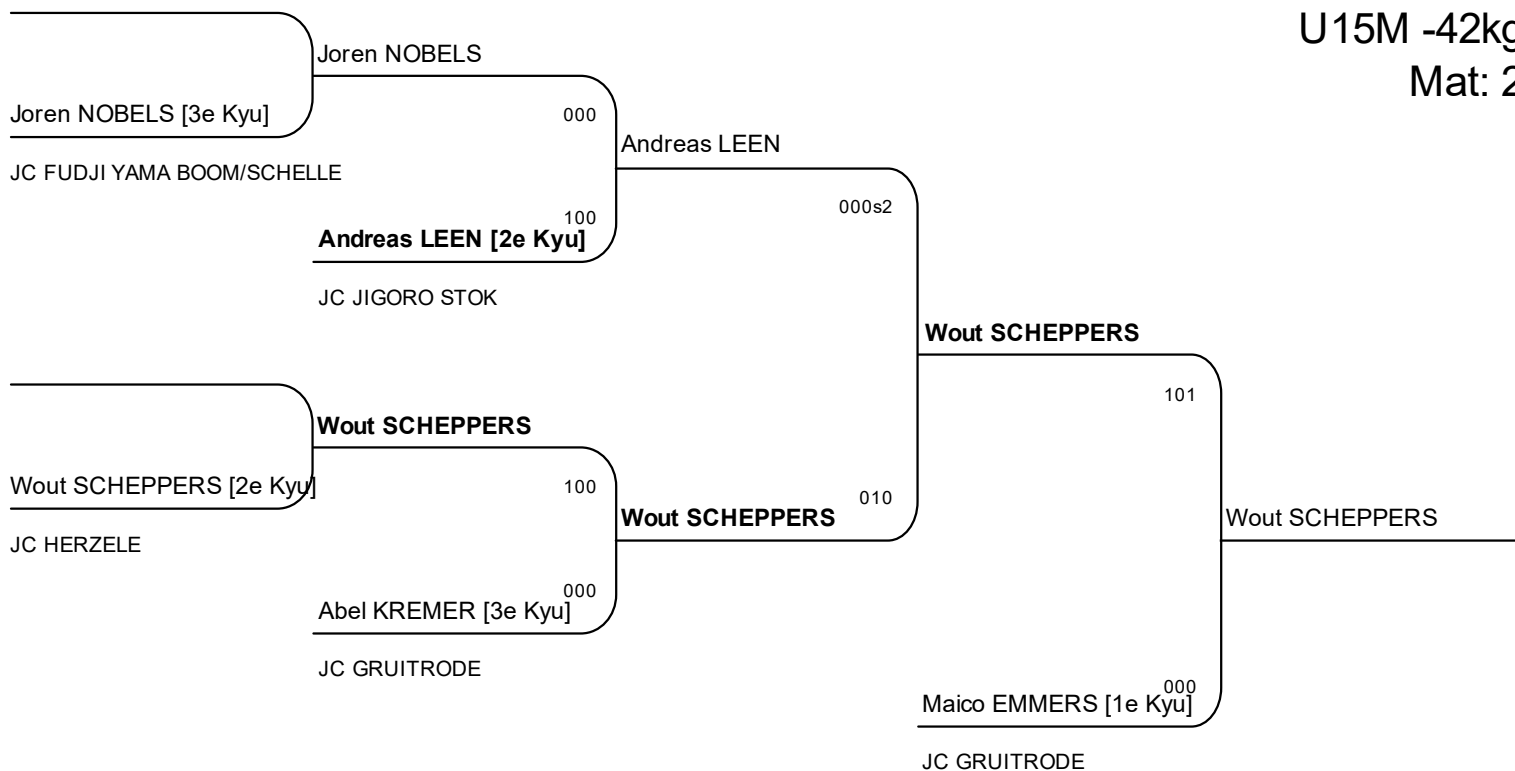 U15M -42kg
Mat: 2
Joren NOBELS
Joren NOBELS [3e Kyu]
000
Andreas LEEN
JC FUDJI YAMA BOOM/SCHELLE
000s2
100
Andreas LEEN [2e Kyu]
JC JIGORO STOK
Wout SCHEPPERS
101
Wout SCHEPPERS
Wout SCHEPPERS [2e Kyu]
100
010
Wout SCHEPPERS
Wout SCHEPPERS
JC HERZELE
000
Abel KREMER [3e Kyu]
JC GRUITRODE
000
Maico EMMERS [1e Kyu]
JC GRUITRODE